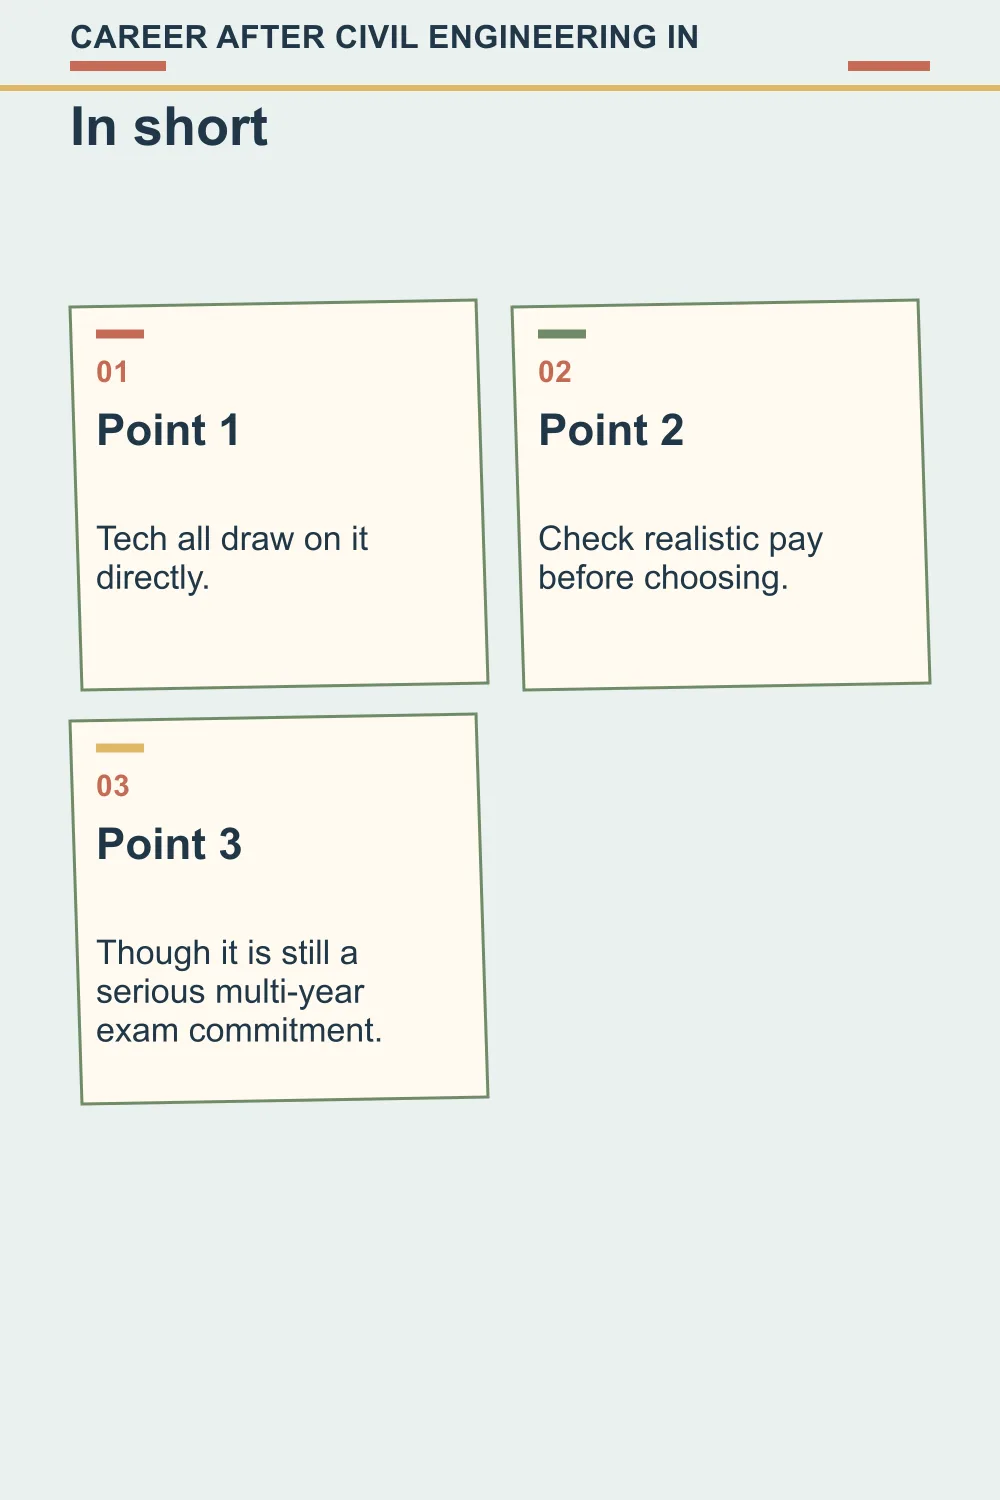 CAREER AFTER CIVIL ENGINEERING IN
In short
01
Point 1
Tech all draw on it
directly.
02
Point 2
Check realistic pay
before choosing.
03
Point 3
Though it is still a
serious multi-year
exam commitment.